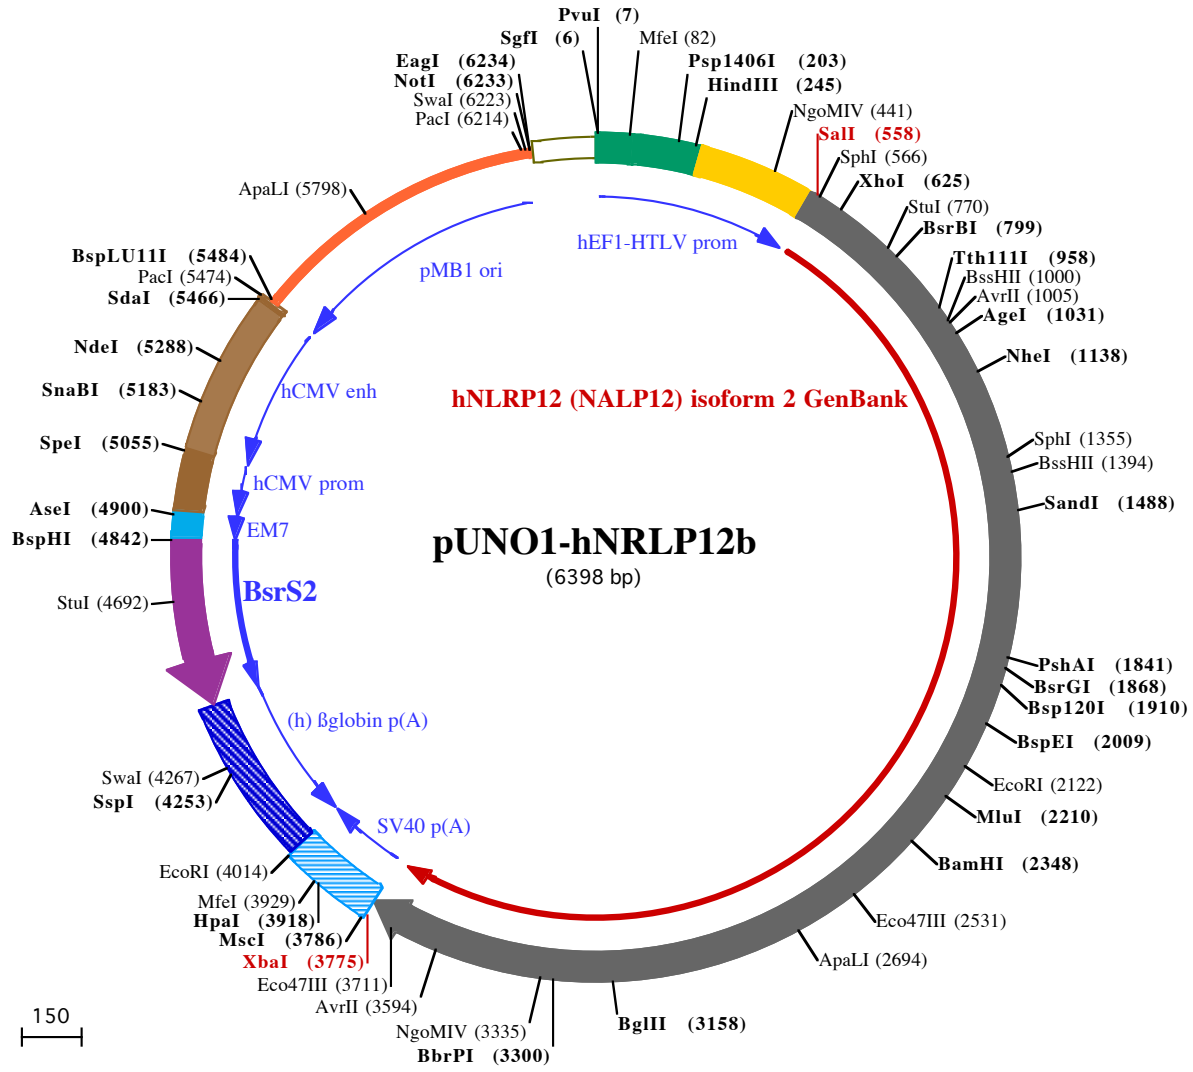 PvuI (7)
SgfI (6)
MfeI (82)
EagI (6234)
Psp1406I (203)
NotI (6233)
HindIII (245)
SwaI (6223)
NgoMIV (441)
PacI (6214)
SalI (558)
SphI (566)
XhoI (625)
ApaLI (5798)
StuI (770)
BsrBI (799)
hEF1-HTLV prom
BspLU11I (5484)
Tth111I (958)
pMB1 ori
PacI (5474)
BssHII (1000)
SdaI (5466)
AvrII (1005)
AgeI (1031)
NdeI (5288)
NheI (1138)
SnaBI (5183)
hCMV enh
hNLRP12 (NALP12) isoform 2 GenBank
SpeI (5055)
SphI (1355)
BssHII (1394)
hCMV prom
AseI (4900)
SandI (1488)
EM7
BspHI (4842)
pUNO1-hNRLP12b
(6398 bp)
BsrS2
StuI (4692)
PshAI (1841)
BsrGI (1868)
Bsp120I (1910)
(h) ßglobin p(A)
BspEI (2009)
SwaI (4267)
EcoRI (2122)
SspI (4253)
MluI (2210)
SV40 p(A)
BamHI (2348)
EcoRI (4014)
MfeI (3929)
HpaI (3918)
Eco47III (2531)
MscI (3786)
XbaI (3775)
ApaLI (2694)
Eco47III (3711)
AvrII (3594)
150
BglII (3158)
NgoMIV (3335)
BbrPI (3300)